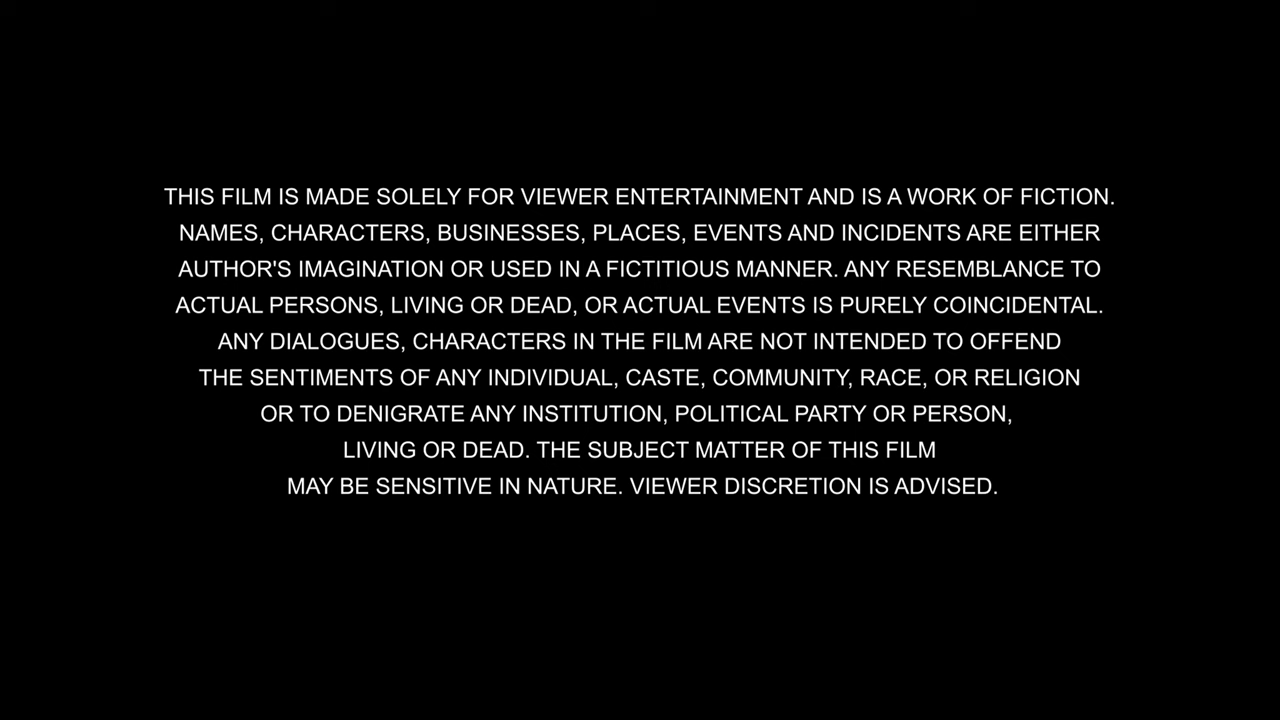 THIS FILM IS MADE SOLELY FOR VIEWER ENTERTAINMENT AND IS A WORK OF FICTION.
NAMES, CHARACTERS, BUSINESSES, PLACES, EVENTS AND INCIDENTS ARE EITHER
AUTHOR'S IMAGINATION OR USED IN A FICTITIOUS MANNER. ANY RESEMBLANCE TO
ACTUAL PERSONS, LIVING OR DEAD, OR ACTUAL EVENTS IS PURELY COINCIDENTAL.
ANY DIALOGUES, CHARACTERS IN THE FILM ARE NOT INTENDED TO OFFEND
THE SENTIMENTS OF ANY INDIVIDUAL, CASTE, COMMUNITY, RACE, OR RELIGION
OR TO DENIGRATE ANY INSTITUTION, POLITICAL PARTY OR PERSON,
LIVING OR DEAD. THE SUBJECT MATTER OF THIS FILM
MAY BE SENSITIVE IN NATURE. VIEWER DISCRETION IS ADVISED.